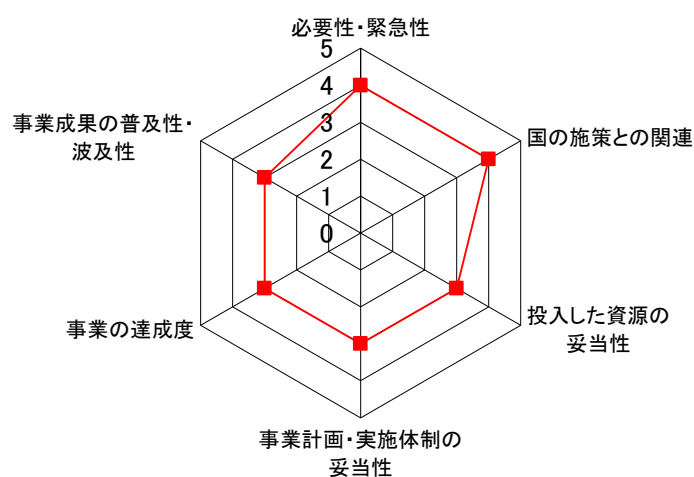 必要性・緊急性
5
4
3
2
1
0
国の施策との関連
投入した資源の
妥当性
事業計画・実施体制の
妥当性
事業の達成度
事業成果の普及性・
波及性